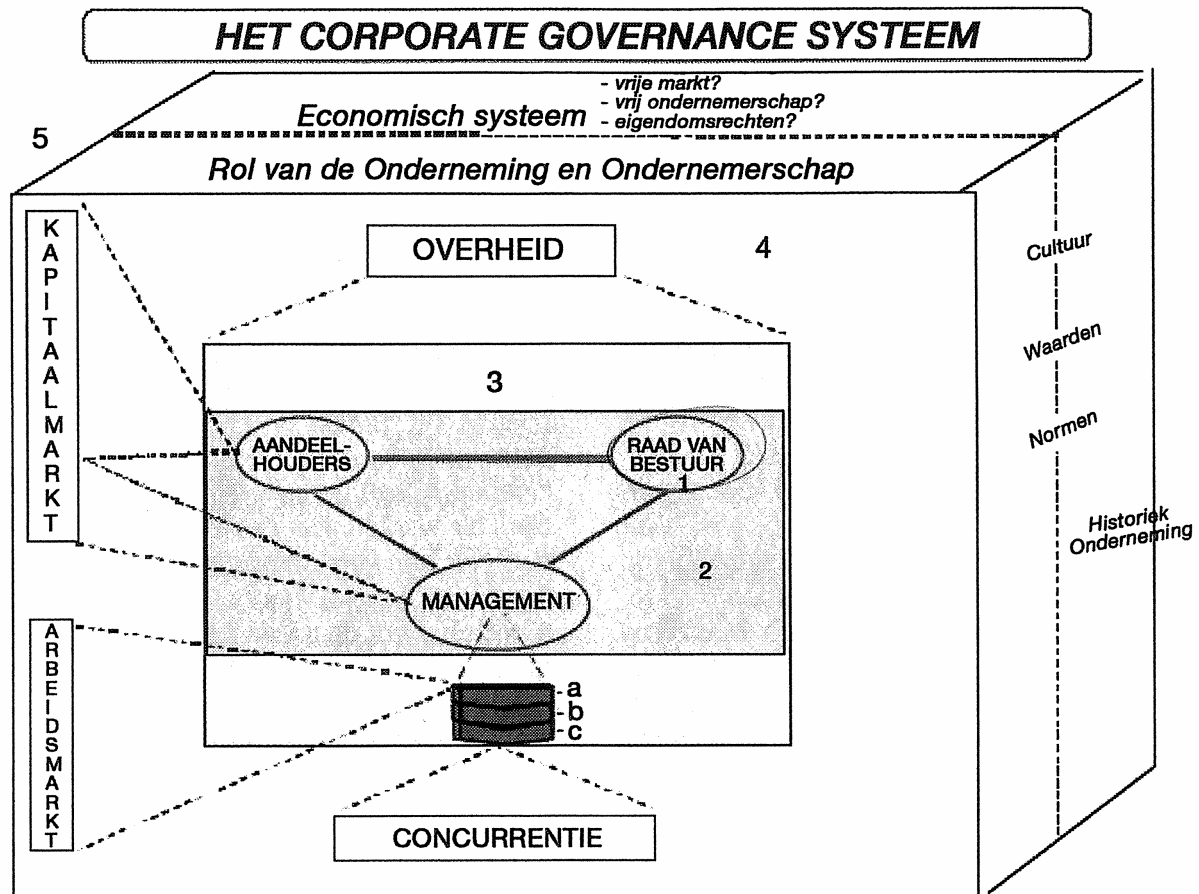 HET CORPORATE GOVERNANCE SYSTEEM
Economisch systeem
- vrije markt?
- vrij ondernemerschap?
- eigendomsrechten?
5
Rol van de Onderneming en Ondernemerschap
KAPITAALMARKT
OVERHEID
4
Cultuur
Waarden
Normen
Historiek
Onderneming
3
AANDEEL-
HOUDERS
RAAD VAN
BESTUUR
1
2
MANAGEMENT
ARBEIDSMARKT
- a
- b
- c
CONCURRENTIE